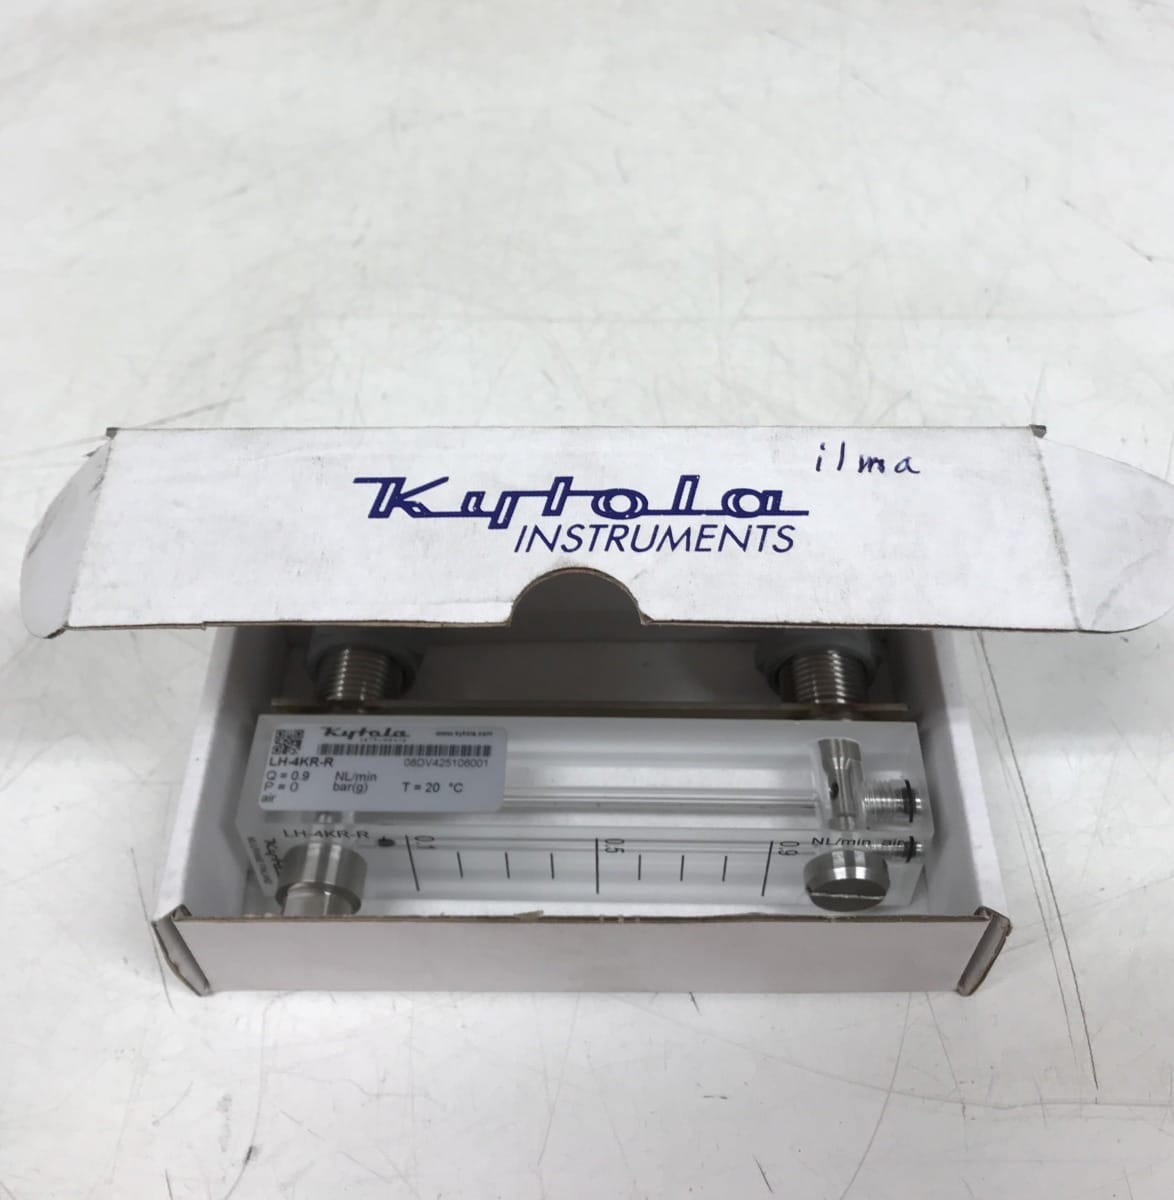 ilma
Kytola
INSTRUMENTS
Kytola
www.kytola.com
LH-4KR-R
08DV425106001
Q = 0.9 NL/min
P = 0 bar(g) T = 20 °C
air
LH-4KR-R 0.1 0.5 0.9 NL/min air
Kytola